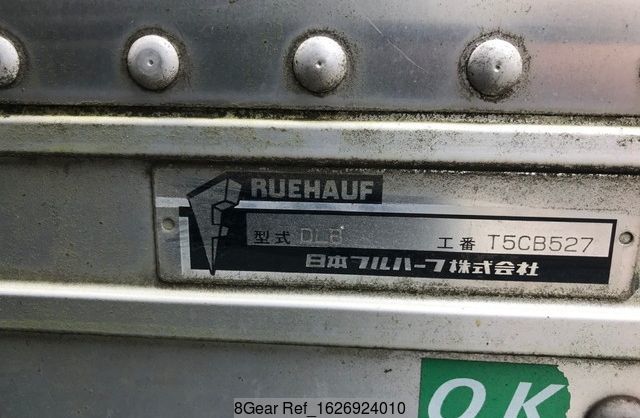 RUEHAUF
型式 DLB 工番 T5CB527
日本フルハーフ株式会社
OK
8Gear Ref_1626924010